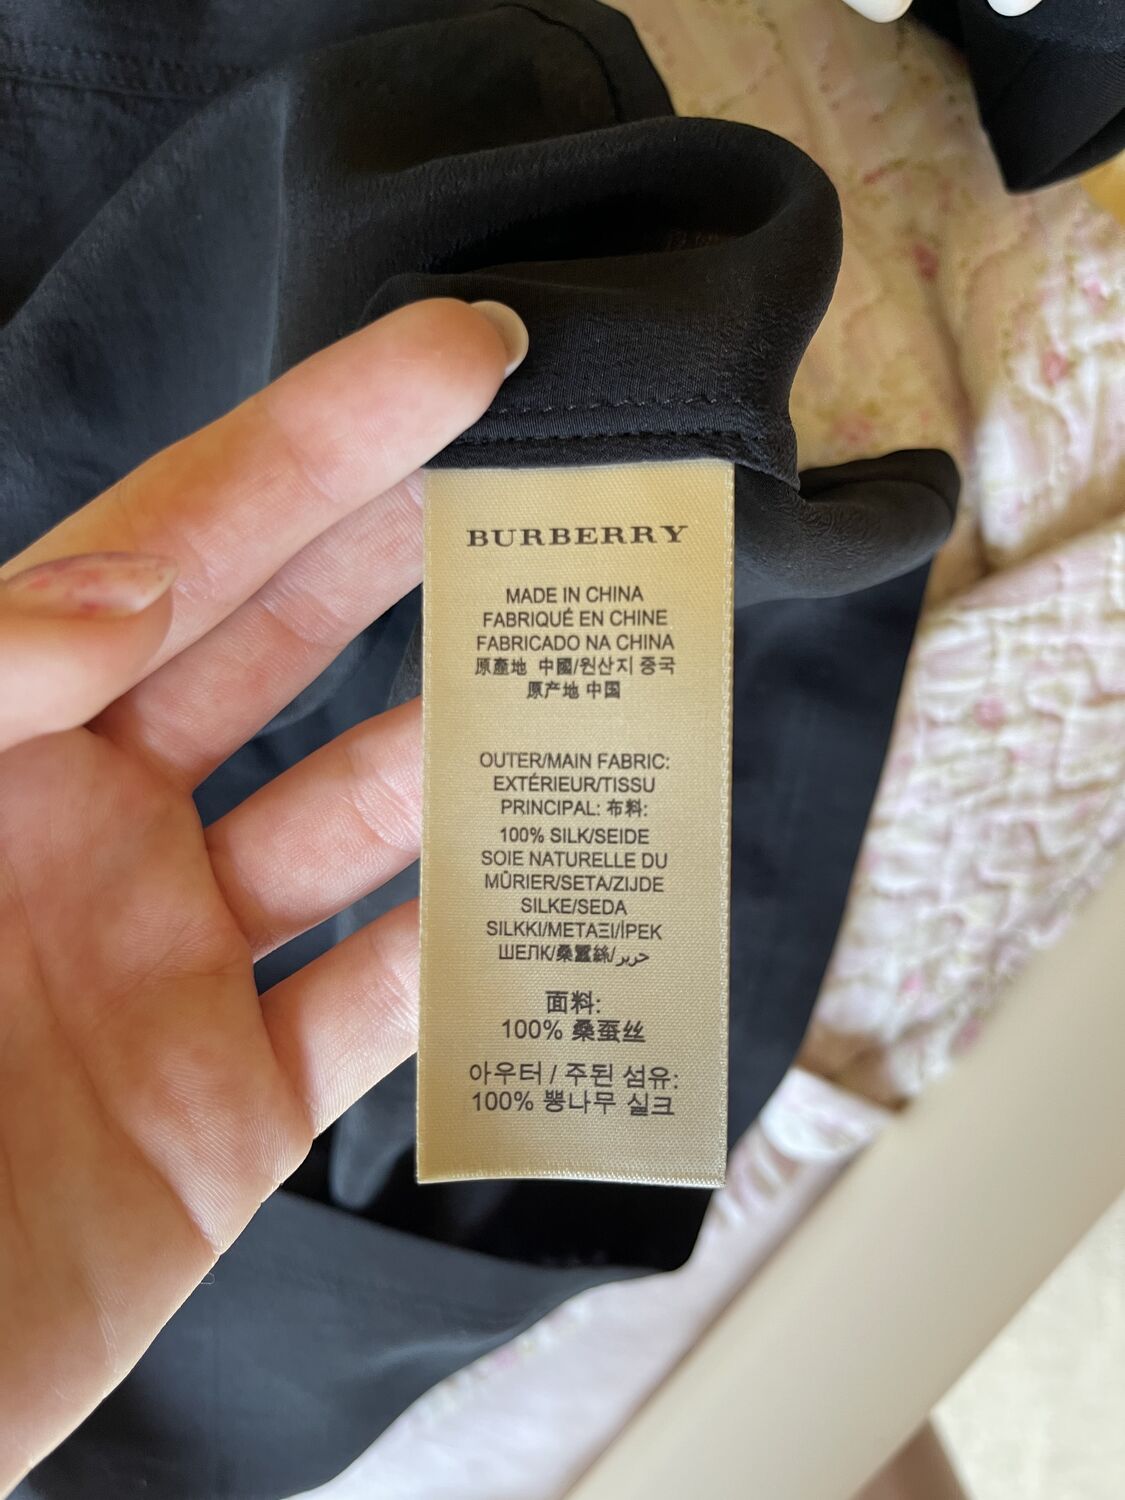 BURBERRY
MADE IN CHINA
FABRIQUÉ EN CHINE
FABRICADO NA CHINA
原產地 中國/원산지 중국
原产地 中国
OUTER/MAIN FABRIC:
EXTÉRIEUR/TISSU
PRINCIPAL: 布料:
100% SILK/SEIDE
SOIE NATURELLE DU
MÛRIER/SETA/ZIJDE
SILKE/SEDA
SILKKI/ΜΕΤΑΞΙ/İPEK
ШЕЛК/桑蠶絲/حرير
面料:
100% 桑蚕丝
아우터 / 주된 섬유:
100% 뽕나무 실크